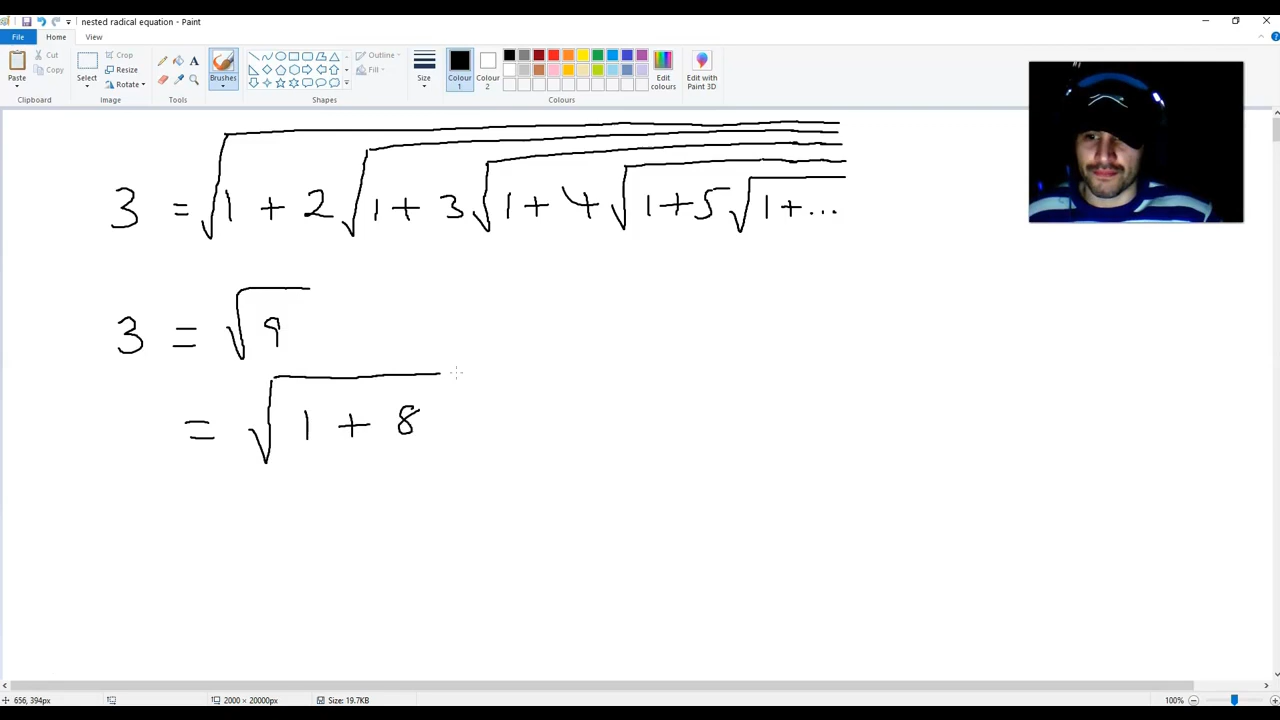 nested radical equation - Paint
File Home View
Paste Cut Copy Select Crop Resize Rotate A Brushes Outline Fill Size Colour 1 Colour 2 Edit colours Edit with Paint 3D
Clipboard Image Tools Shapes Colours
3 = √1 + 2√1 + 3√1 + 4√1 + 5√1 + ...
3 = √9
= √1 + 8
656, 394px 2000 × 20000px Size: 19.7KB 100%